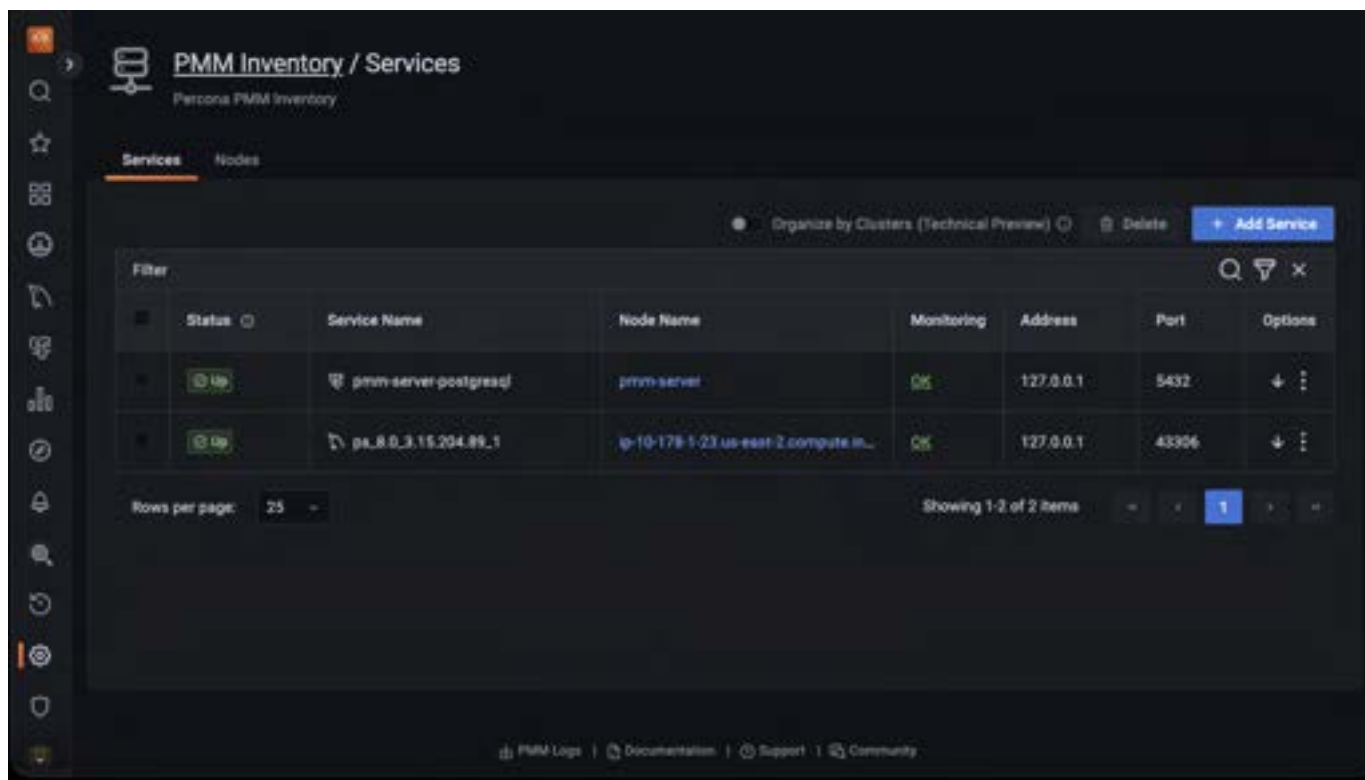 PMM Inventory / Services
Percona PMM Inventory
Services Nodes
Organize by Clusters (Technical Preview) Delete + Add Service
Filter
Status Service Name Node Name Monitoring Address Port Options
Up pmm-server-postgresql pmm-server OK 127.0.0.1 5432
Up ps_8.0_3.15.204.89_1 ip-10-178-1-23.us-east-2.compute.in... OK 127.0.0.1 43306
Rows per page: 25 Showing 1-2 of 2 items 1
PMM Logs | Documentation | Support | Community